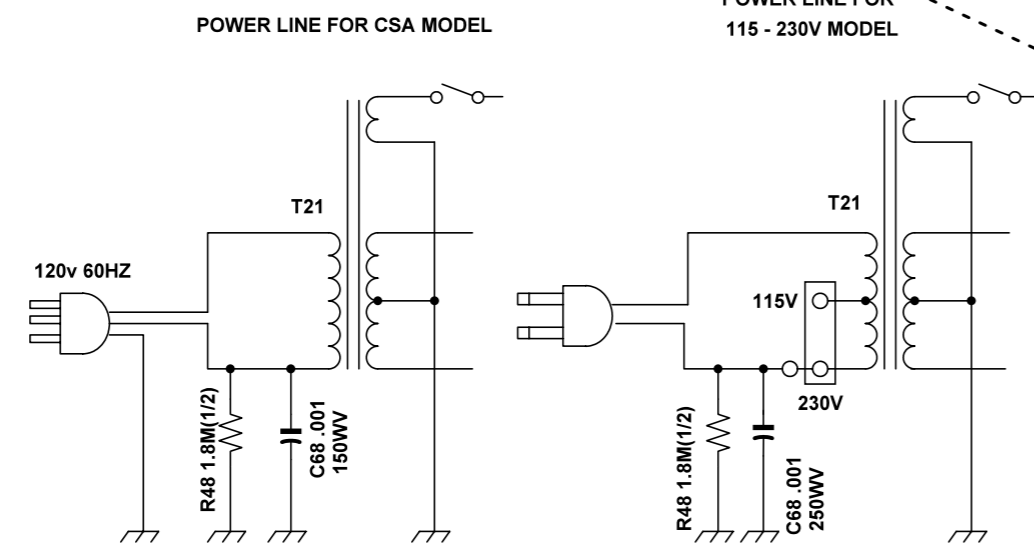 POWER LINE FOR CSA MODEL
POWER LINE FOR
115 - 230V MODEL
T21
120v 60HZ
R48 1.8M(1/2)
C68 .001
150WV
T21
115V
230V
R48 1.8M(1/2)
C68 .001
250WV